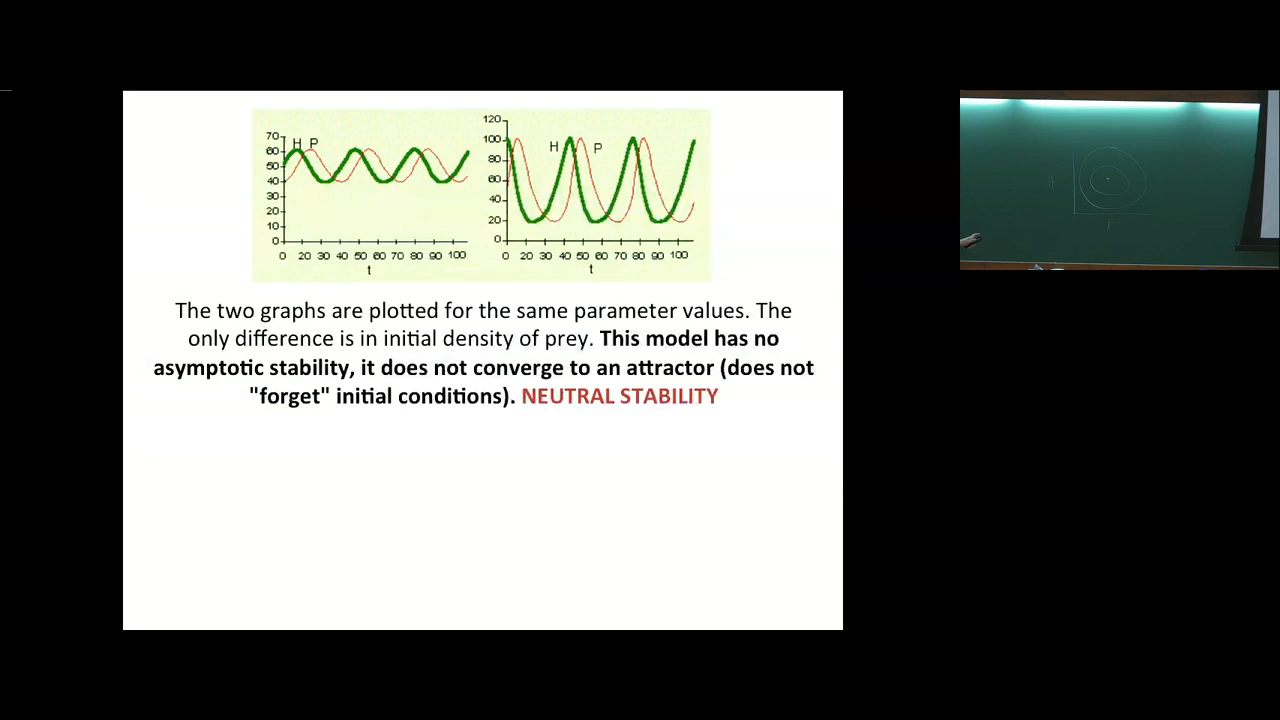 70
60
50
40
30
20
10
0
H P
0 10 20 30 40 50 60 70 80 90 100
t
120
100
80
60
40
20
0
H P
0 10 20 30 40 50 60 70 80 90 100
t
The two graphs are plotted for the same parameter values. The
only difference is in initial density of prey. This model has no
asymptotic stability, it does not converge to an attractor (does not
"forget" initial conditions). NEUTRAL STABILITY